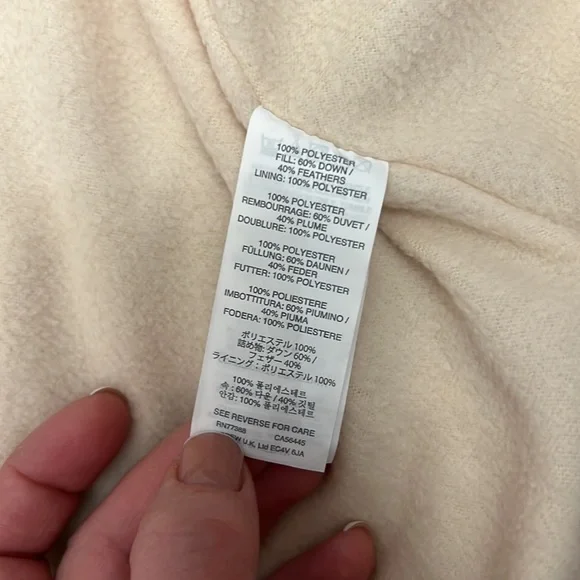 100% POLYESTER
FILL: 60% DOWN /
40% FEATHERS
LINING: 100% POLYESTER
100% POLYESTER
REMBOURRAGE: 60% DUVET /
40% PLUME
DOUBLURE: 100% POLYESTER
100% POLYESTER
FÜLLUNG: 60% DAUNEN /
40% FEDER
FUTTER: 100% POLYESTER
100% POLIESTERE
IMBOTTITURA: 60% PIUMINO /
40% PIUMA
FODERA: 100% POLIESTERE
ポリエステル 100%
詰め物: ダウン 60% /
フェザー 40%
ライニング : ポリエステル 100%
100% 폴리에스테르
속 : 60% 다운 / 40% 깃털
안감: 100% 폴리에스테르
SEE REVERSE FOR CARE
RN77388 CA56445
U.K. Ltd EC4V 6JA